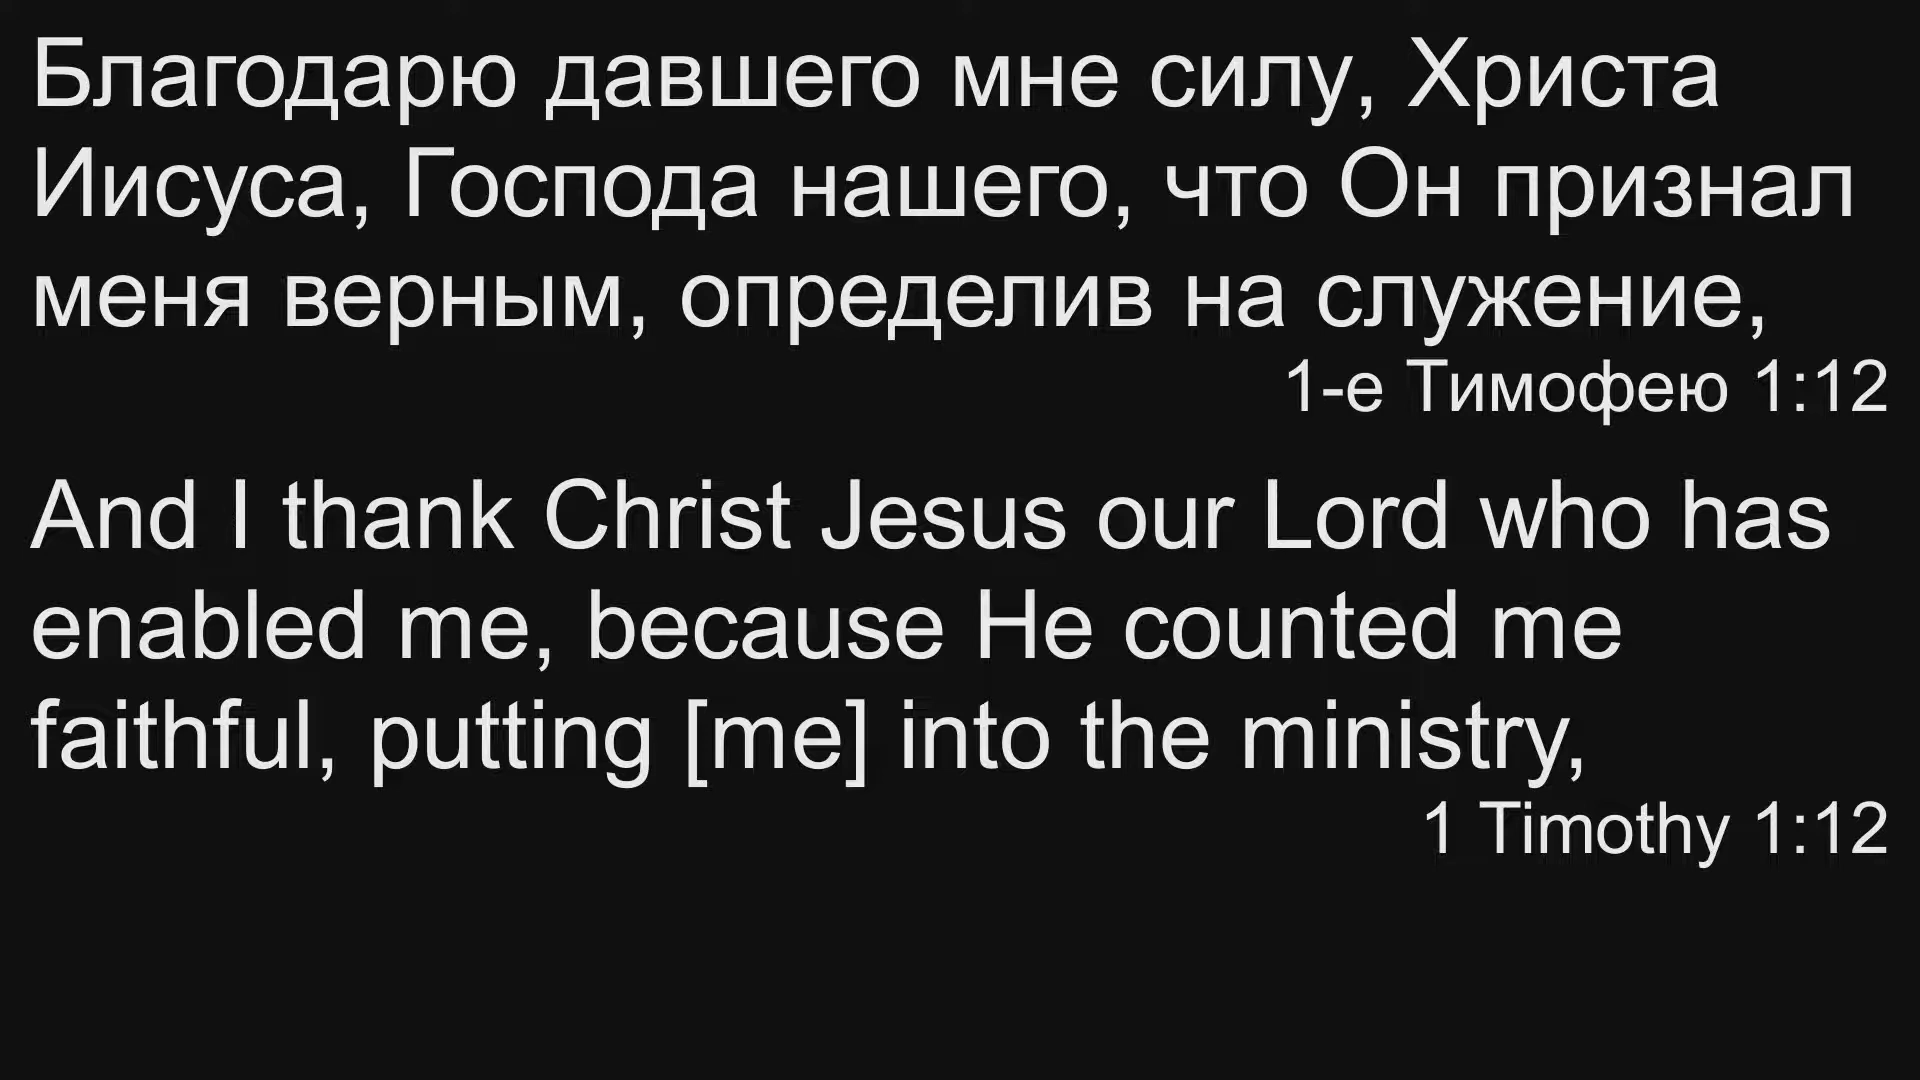 Благодарю давшего мне силу, Христа
Иисуса, Господа нашего, что Он признал
меня верным, определив на служение,
1-е Тимофею 1:12
And I thank Christ Jesus our Lord who has
enabled me, because He counted me
faithful, putting [me] into the ministry,
1 Timothy 1:12